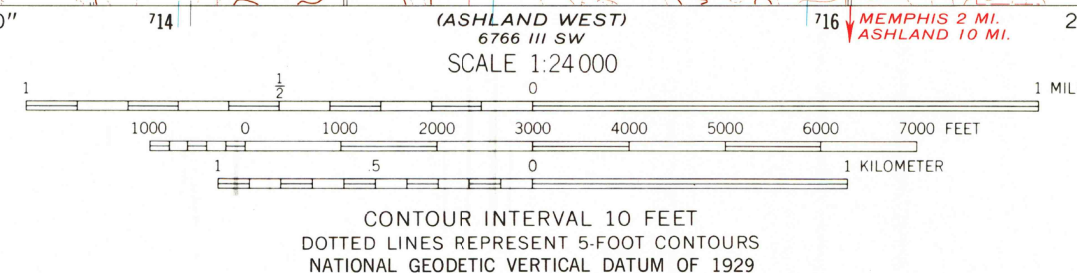 0" ⁷14 (ASHLAND WEST) ⁷16 MEMPHIS 2 MI. 2
6766 III SW ASHLAND 10 MI.
SCALE 1:24 000
1 ½ 0 1 MIL
1000 0 1000 2000 3000 4000 5000 6000 7000 FEET
1 .5 0 1 KILOMETER
CONTOUR INTERVAL 10 FEET
DOTTED LINES REPRESENT 5-FOOT CONTOURS
NATIONAL GEODETIC VERTICAL DATUM OF 1929